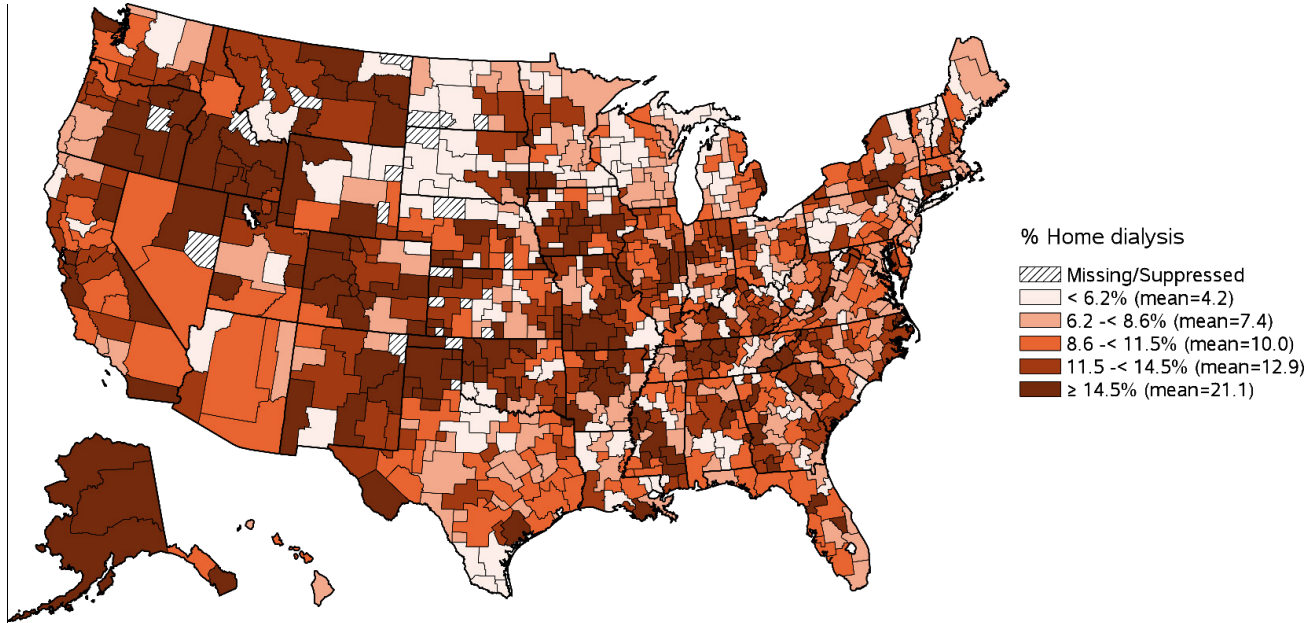 % Home dialysis
Missing/Suppressed
< 6.2% (mean=4.2)
6.2 -< 8.6% (mean=7.4)
8.6 -< 11.5% (mean=10.0)
11.5 -< 14.5% (mean=12.9)
≥ 14.5% (mean=21.1)